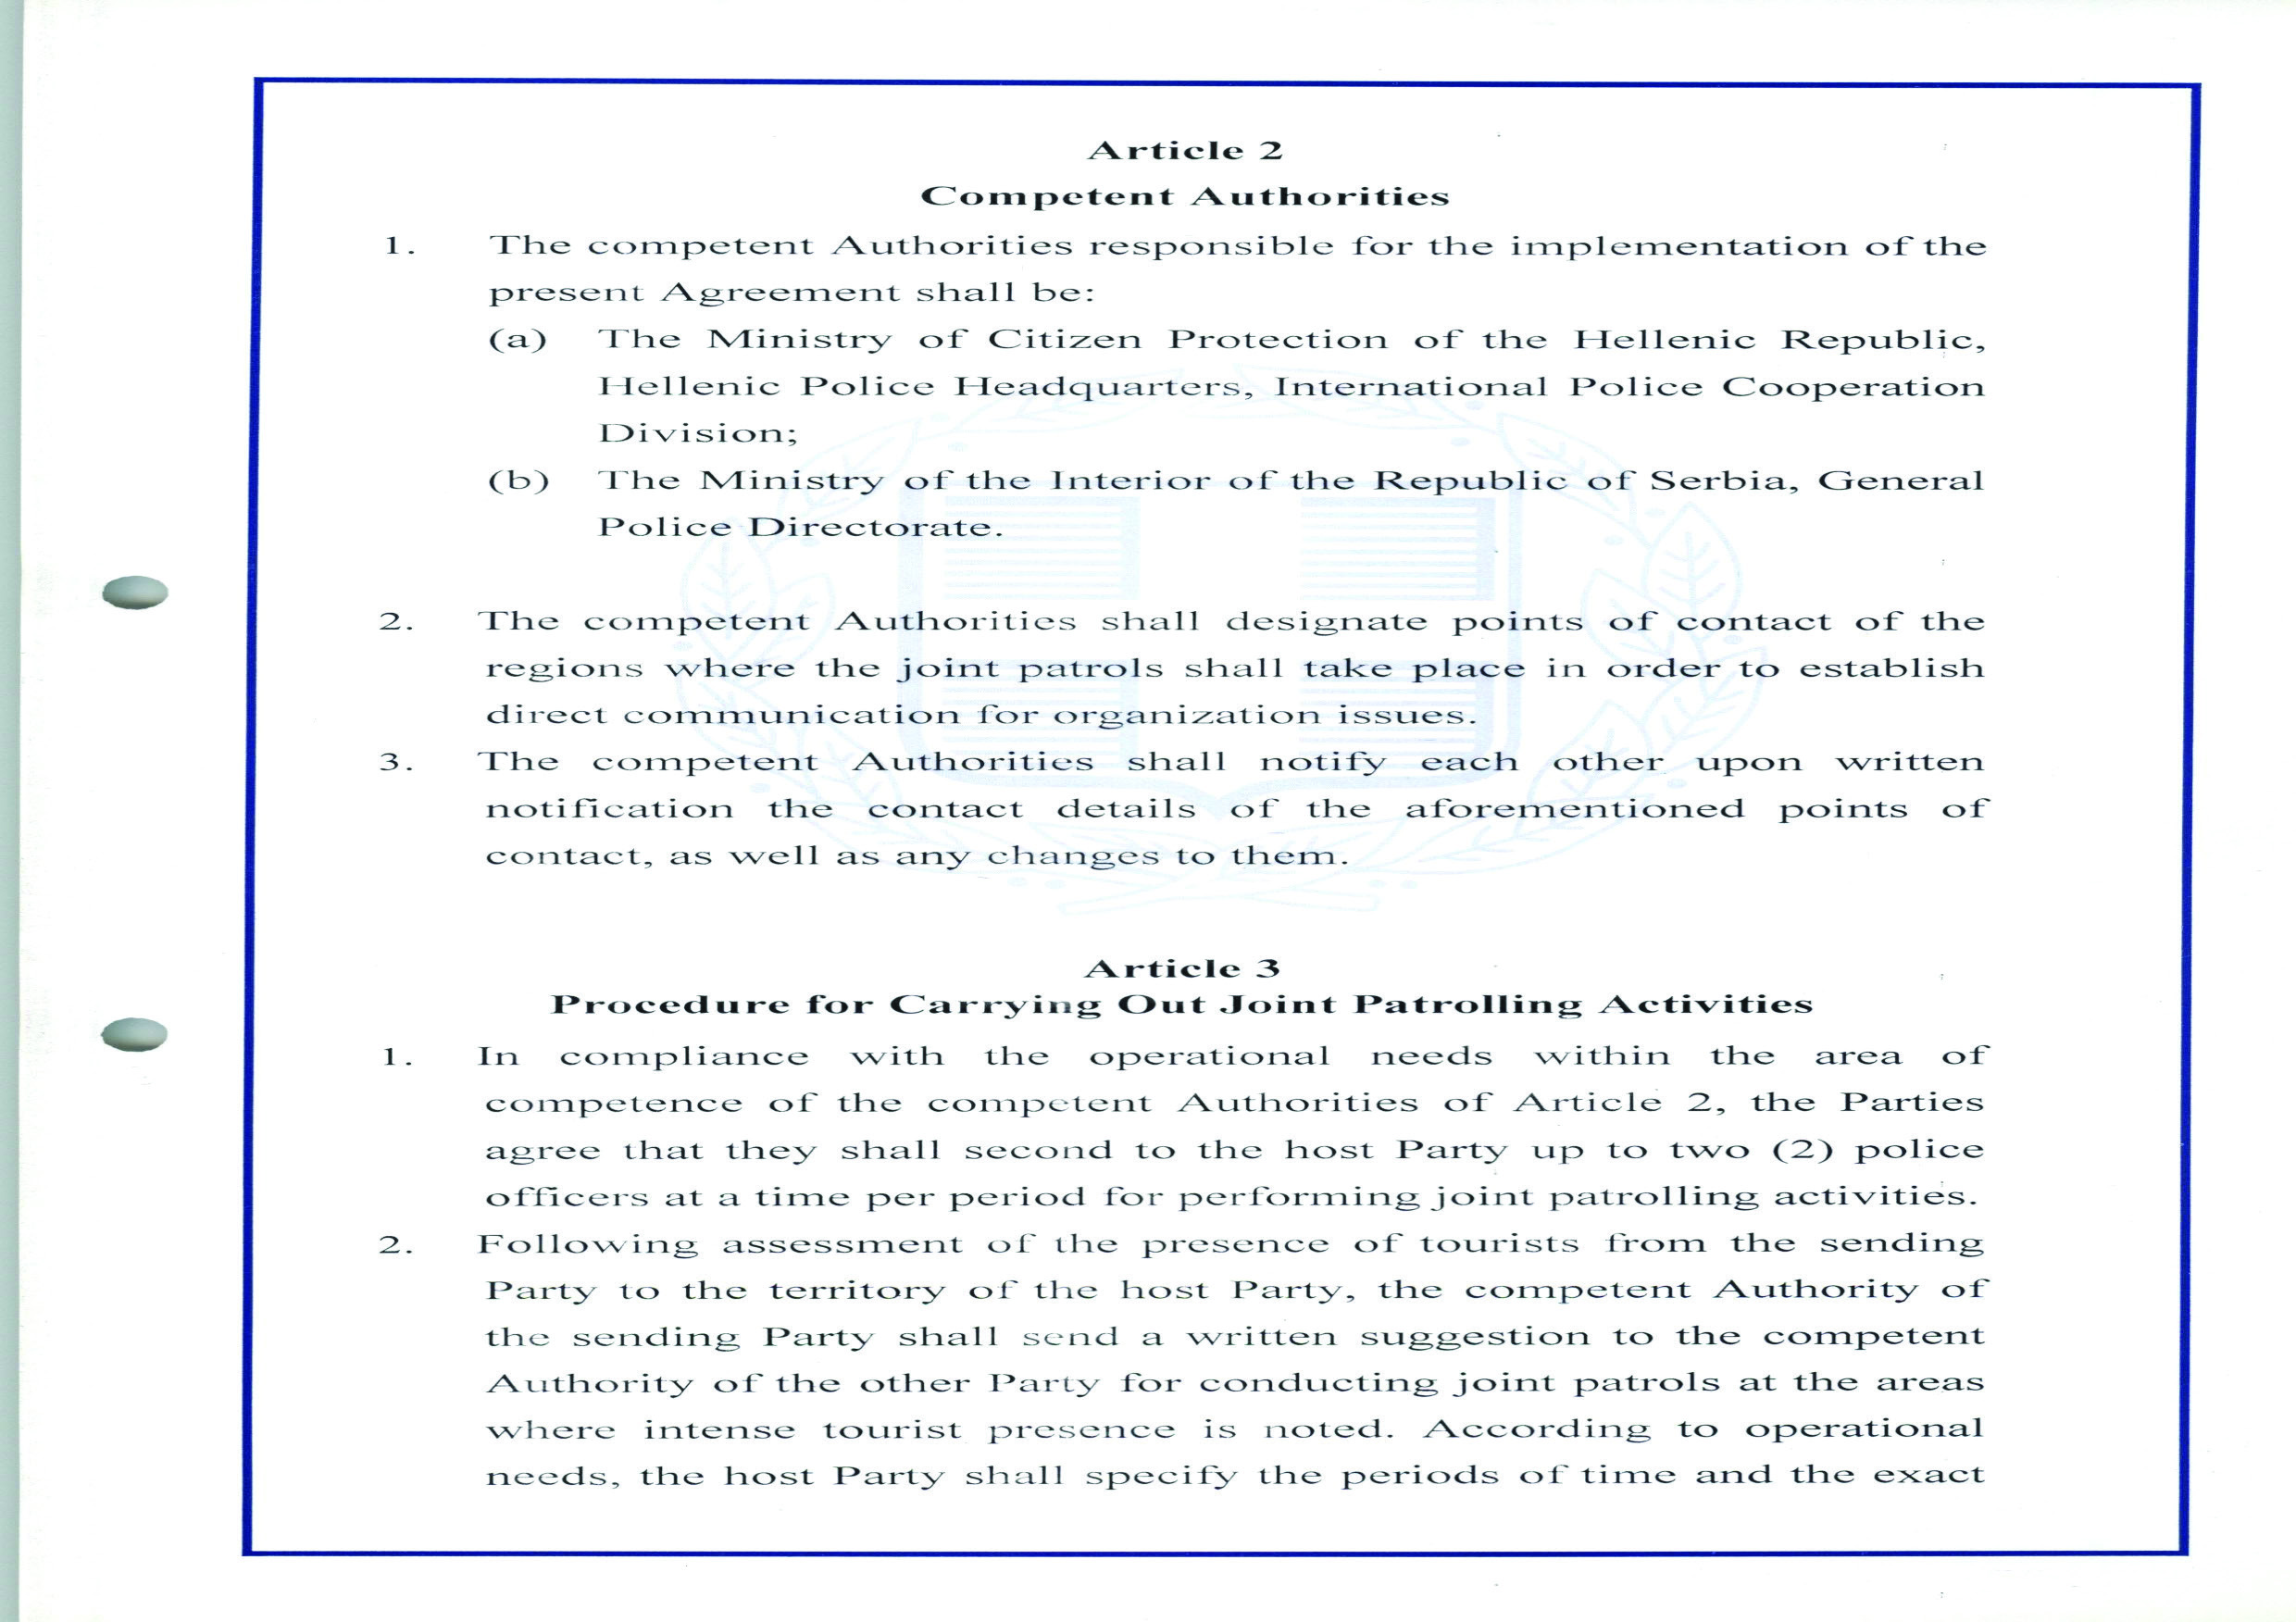 Article 2
Competent Authorities
1. The competent Authorities responsible for the implementation of the
present Agreement shall be:
(a) The Ministry of Citizen Protection of the Hellenic Republic,
Hellenic Police Headquarters, International Police Cooperation
Division;
(b) The Ministry of the Interior of the Republic of Serbia, General
Police Directorate.
2. The competent Authorities shall designate points of contact of the
regions where the joint patrols shall take place in order to establish
direct communication for organization issues.
3. The competent Authorities shall notify each other upon written
notification the contact details of the aforementioned points of
contact, as well as any changes to them.
Article 3
Procedure for Carrying Out Joint Patrolling Activities
1. In compliance with the operational needs within the area of
competence of the competent Authorities of Article 2, the Parties
agree that they shall second to the host Party up to two (2) police
officers at a time per period for performing joint patrolling activities.
2. Following assessment of the presence of tourists from the sending
Party to the territory of the host Party, the competent Authority of
the sending Party shall send a written suggestion to the competent
Authority of the other Party for conducting joint patrols at the areas
where intense tourist presence is noted. According to operational
needs, the host Party shall specify the periods of time and the exact